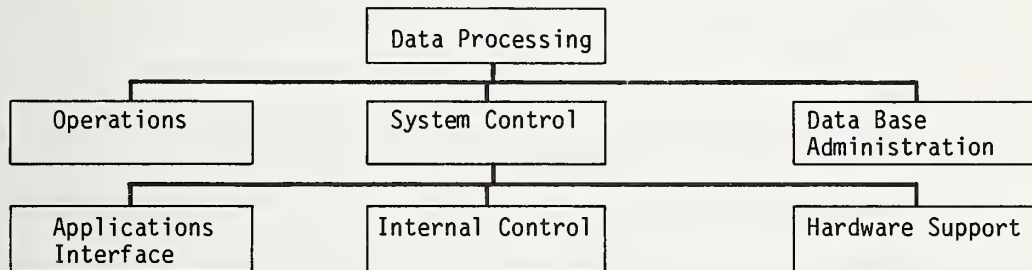 Data Processing
Operations
System Control
Data Base
Administration
Applications
Interface
Internal Control
Hardware Support